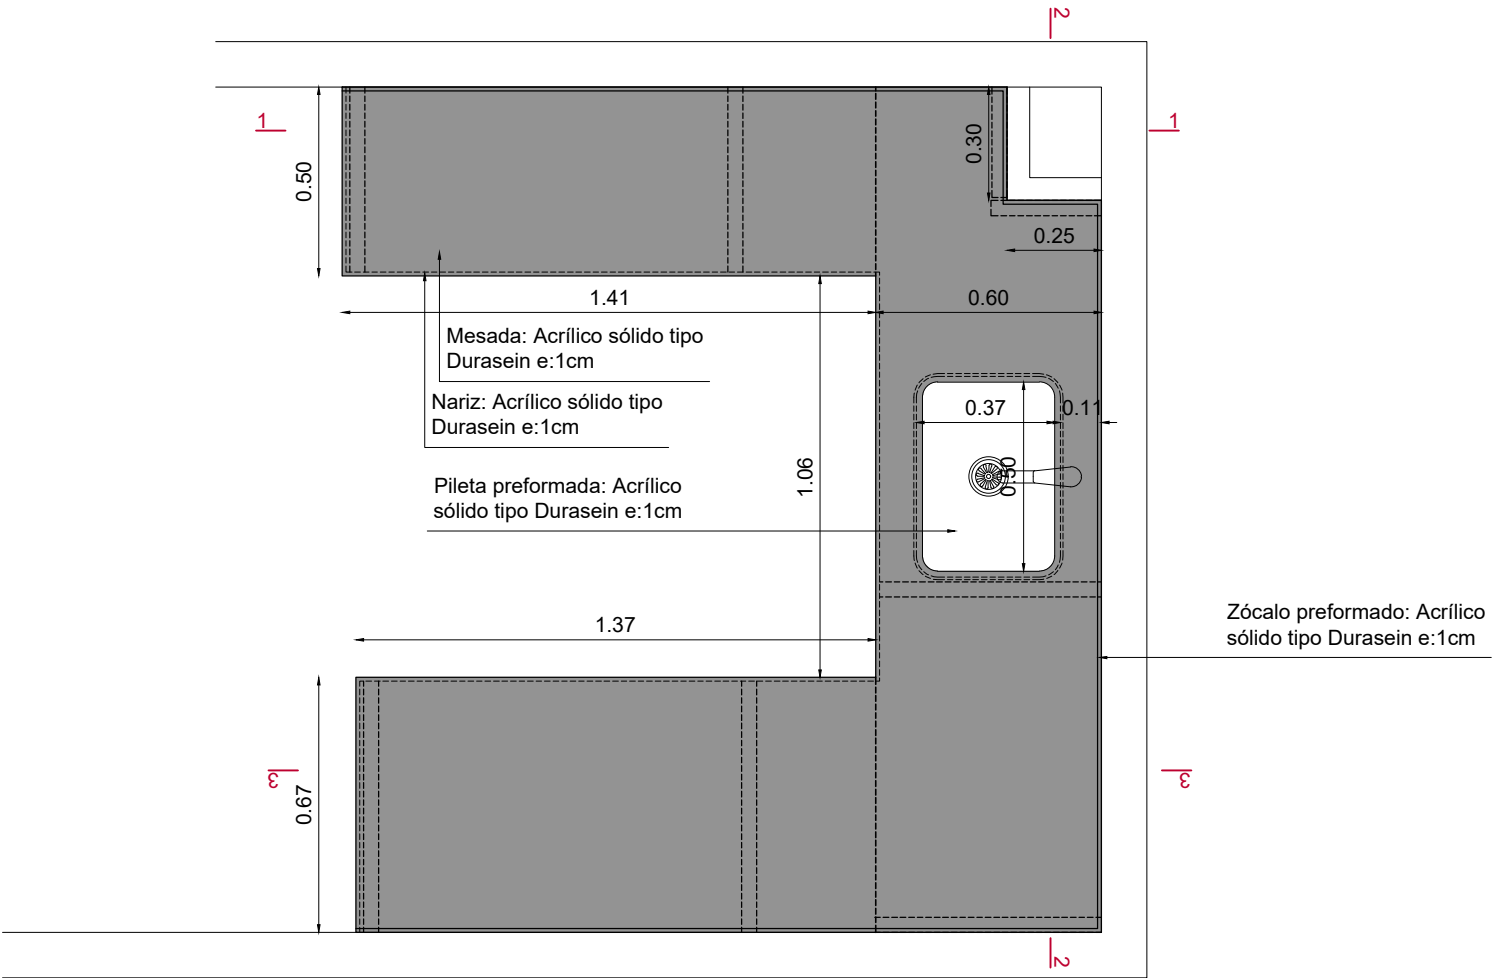 2
1
1
0.50
0.30
0.25
1.41
0.60
Mesada: Acrílico sólido tipo
Durasein e:1cm
Nariz: Acrílico sólido tipo
Durasein e:1cm
0.37
0.11
1.06
0.50
Pileta preformada: Acrílico
sólido tipo Durasein e:1cm
Zócalo preformado: Acrílico
sólido tipo Durasein e:1cm
1.37
3
3
0.67
2